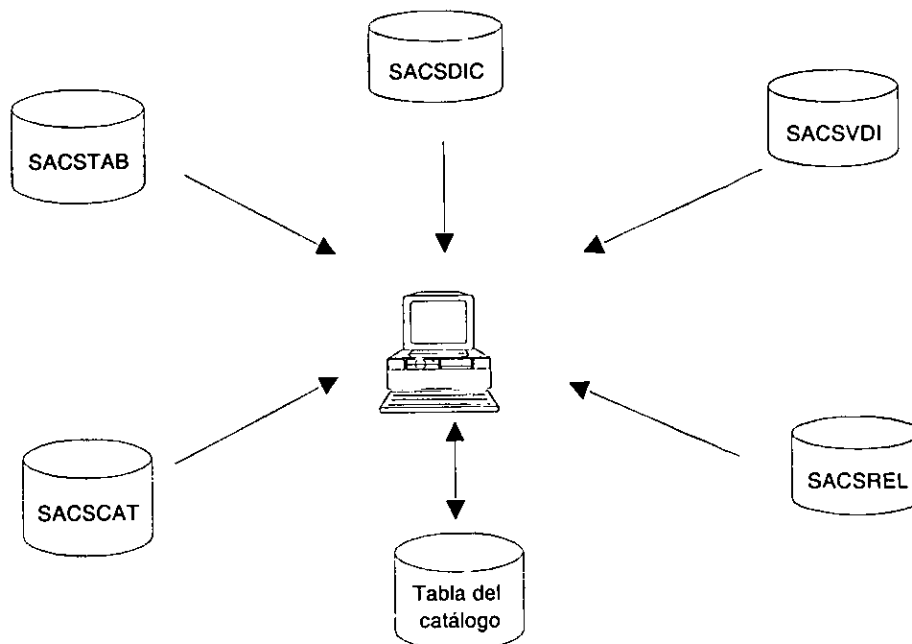 SACSDIC
SACSTAB
SACSVDI
SACSCAT
SACSREL
Tabla del
catálogo